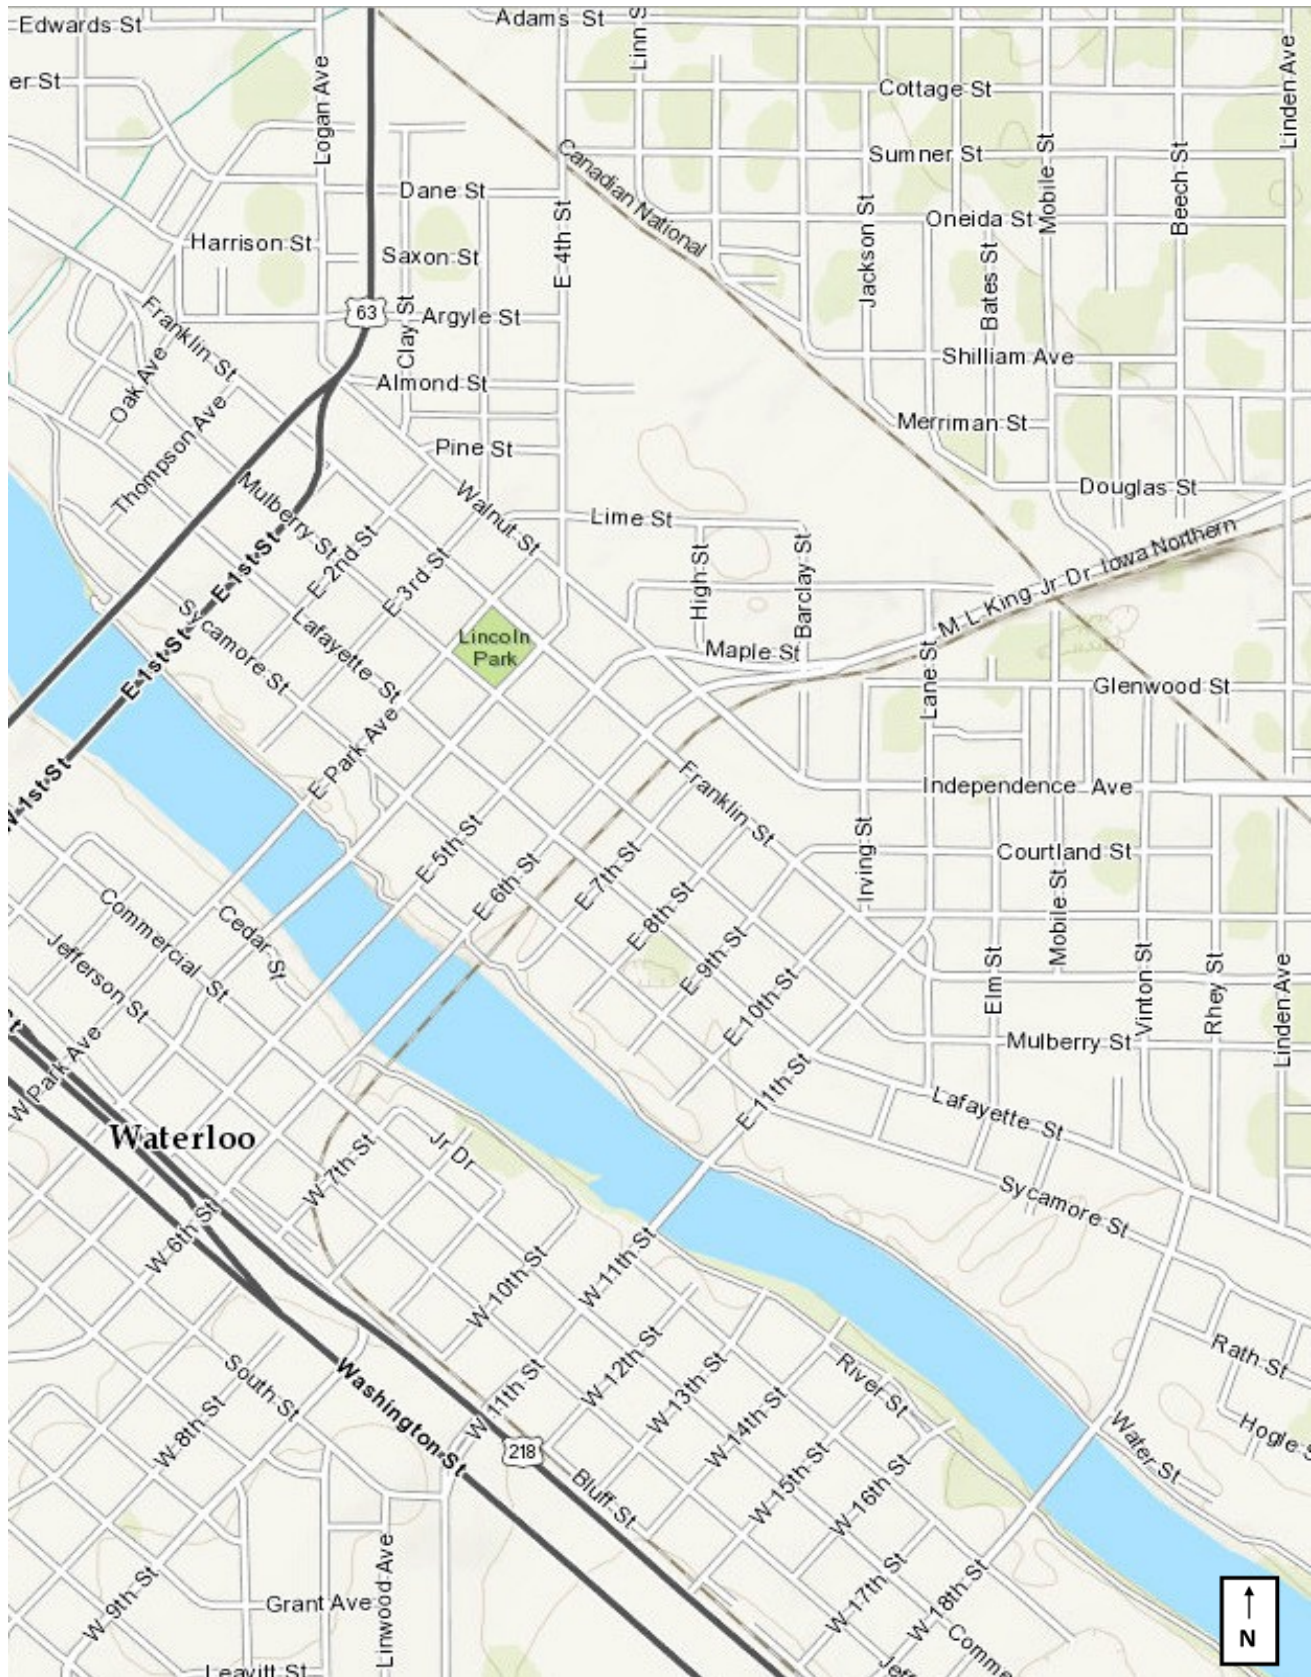 Edwards St
Adams St
Linn S
Logan Ave
Linden Ave
er St
Cottage St
Sumner St
Mobile St
Beech St
Canadian National
Dane St
E 4th St
Jackson St
Oneida St
Bates St
Harrison St
Saxon St
63
Argyle St
Clay St
Franklin St
Oak Ave
Almond St
Shilliam Ave
Thompson Ave
Merriman St
Pine St
Walnut St
Mulberry St
Douglas St
Lime St
E 1st St
E 2nd St
E 3rd St
High St
Barclay St
M L King Jr Dr
Iowa Northern
Sycamore St
Lafayette St
Lincoln
Park
Maple St
Lane St
E 1st St
Glenwood St
E Park Ave
W 1st St
Franklin St
Independence Ave
E 5th St
E 6th St
E 7th St
Irving St
Courtland St
Commercial St
Cedar St
E 8th St
Mobile St
Jefferson St
E 9th St
E 10th St
Elm St
Vinton St
Rhey St
Linden Ave
St
W Park Ave
Mulberry St
E 11th St
Lafayette St
Waterloo
W 7th St
Jr Dr
Sycamore St
W 6th St
W 10th St
W 11th St
South St
Washington St
W 11th St
W 12th St
W 13th St
River St
Rath St
W 8th St
W 14th St
Hogle S
218
Bluff St
W 15th St
W 16th St
Water St
W 9th St
Grant Ave
Linwood Ave
W 17th St
W 18th St
Comme
Jeff
Leavitt St
N